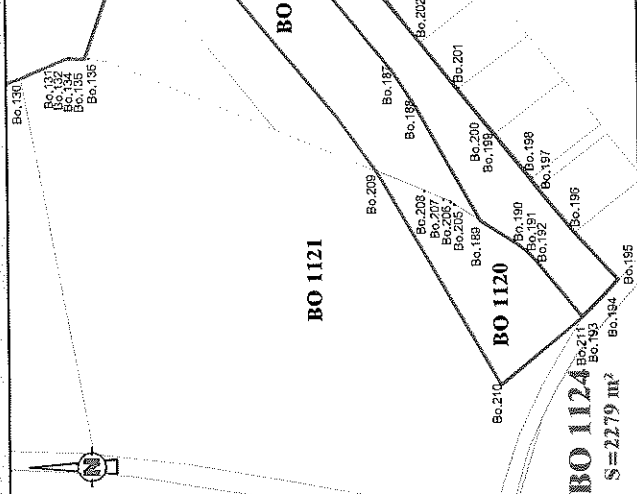 Bo.130
Bo.131
Bo.132
Bo.134
Bo.135
Bo.136
BO
Bo.202
Bo.201
Bo.187
Bo.188
Bo.200
Bo.199
Bo.198
Bo.197
Bo.196
Bo.209
Bo.208
Bo.207
Bo.206
Bo.205
Bo.189
Bo.190
Bo.191
Bo.192
BO 1121
BO 1120
Bo.195
Bo.194
Bo.193
Bo.211
Bo.210
N
BO 1124
S=2279 m²